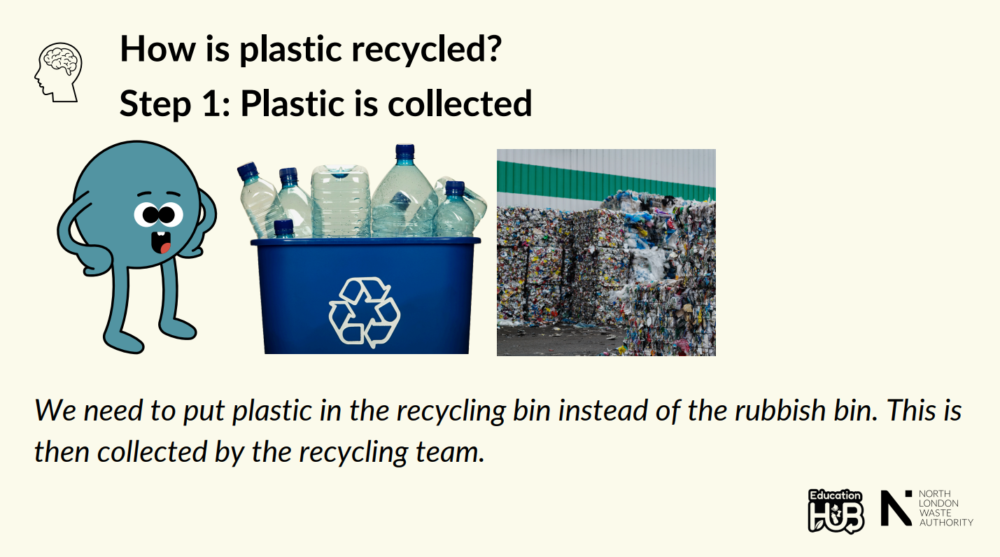 How is plastic recycled?
Step 1: Plastic is collected
We need to put plastic in the recycling bin instead of the rubbish bin. This is
then collected by the recycling team.
Education
HUB
NORTH
LONDON
WASTE
AUTHORITY